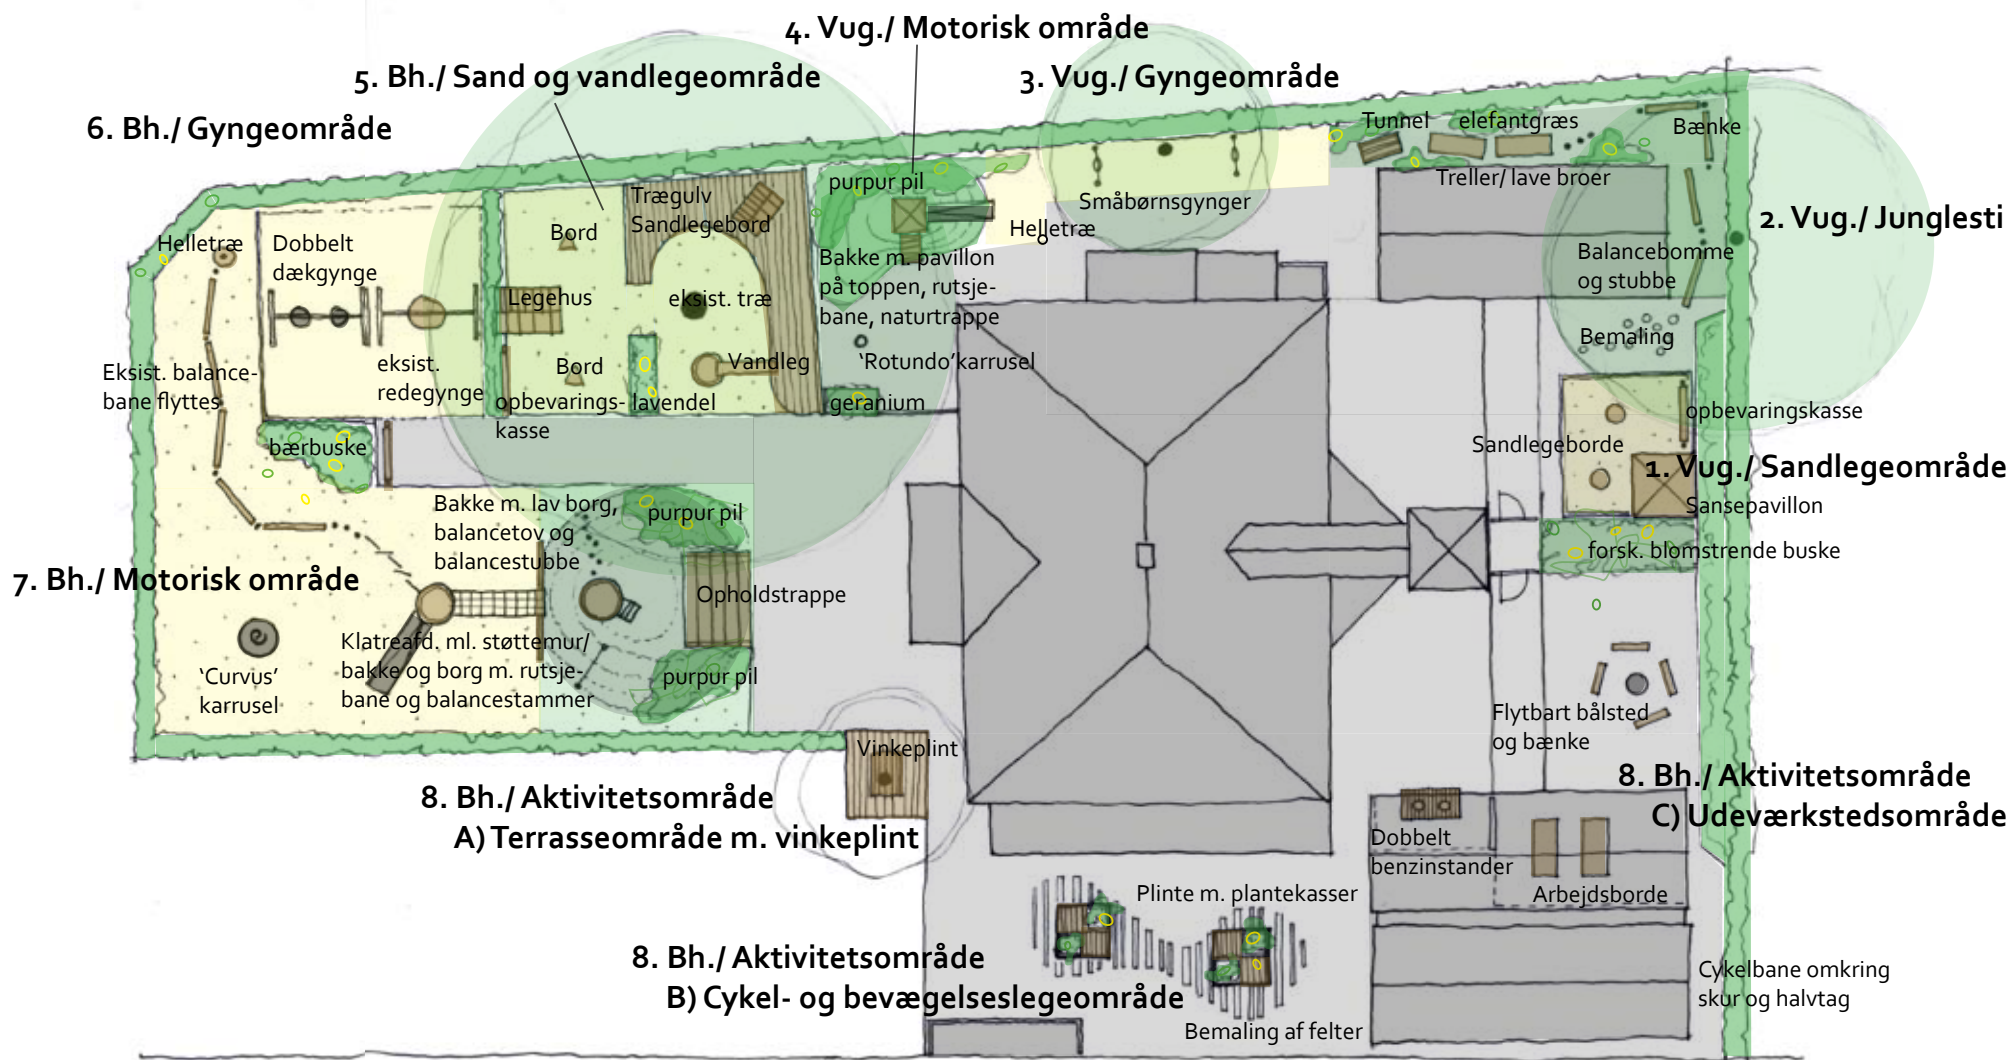 4. Vug./ Motorisk område
5. Bh./ Sand og vandlegeområde
3. Vug./ Gyngeområde
6. Bh./ Gyngeområde
Tunnel
elefantgræs
Bænke
Treller/ lave broer
2. Vug./ Junglesti
Balancebomme
og stubbe
Bemaling
Småbørnsgynger
Helletræ
purpur pil
Bakke m. pavillon
på toppen, rutsje-
bane, naturtrappe
'Rotundo'karrusel
geranium
Trægulv
Sandlegebord
Bord
Legehus
eksist. træ
Bord
Vandleg
opbevarings-
kasse
lavendel
Helletræ
Dobbelt
dækgynge
eksist.
redegynge
Eksist. balance-
bane flyttes
bærbuske
opbevaringskasse
Sandlegeborde
1. Vug./ Sandlegeområde
Sansepavillon
forsk. blomstrende buske
Bakke m. lav borg,
balancetov og
balancestubbe
purpur pil
7. Bh./ Motorisk område
Opholdstrappe
Klatreafd. ml. støttemur/
bakke og borg m. rutsje-
bane og balancestammer
purpur pil
'Curvus'
karrusel
Flytbart bålsted
og bænke
Vinkeplint
8. Bh./ Aktivitetsområde
A) Terrasseområde m. vinkeplint
8. Bh./ Aktivitetsområde
C) Udeværkstedsområde
Dobbelt
benzinstander
Arbejdsborde
Plinte m. plantekasser
8. Bh./ Aktivitetsområde
B) Cykel- og bevægelseslegeområde
Bemaling af felter
Cykelbane omkring
skur og halvtag